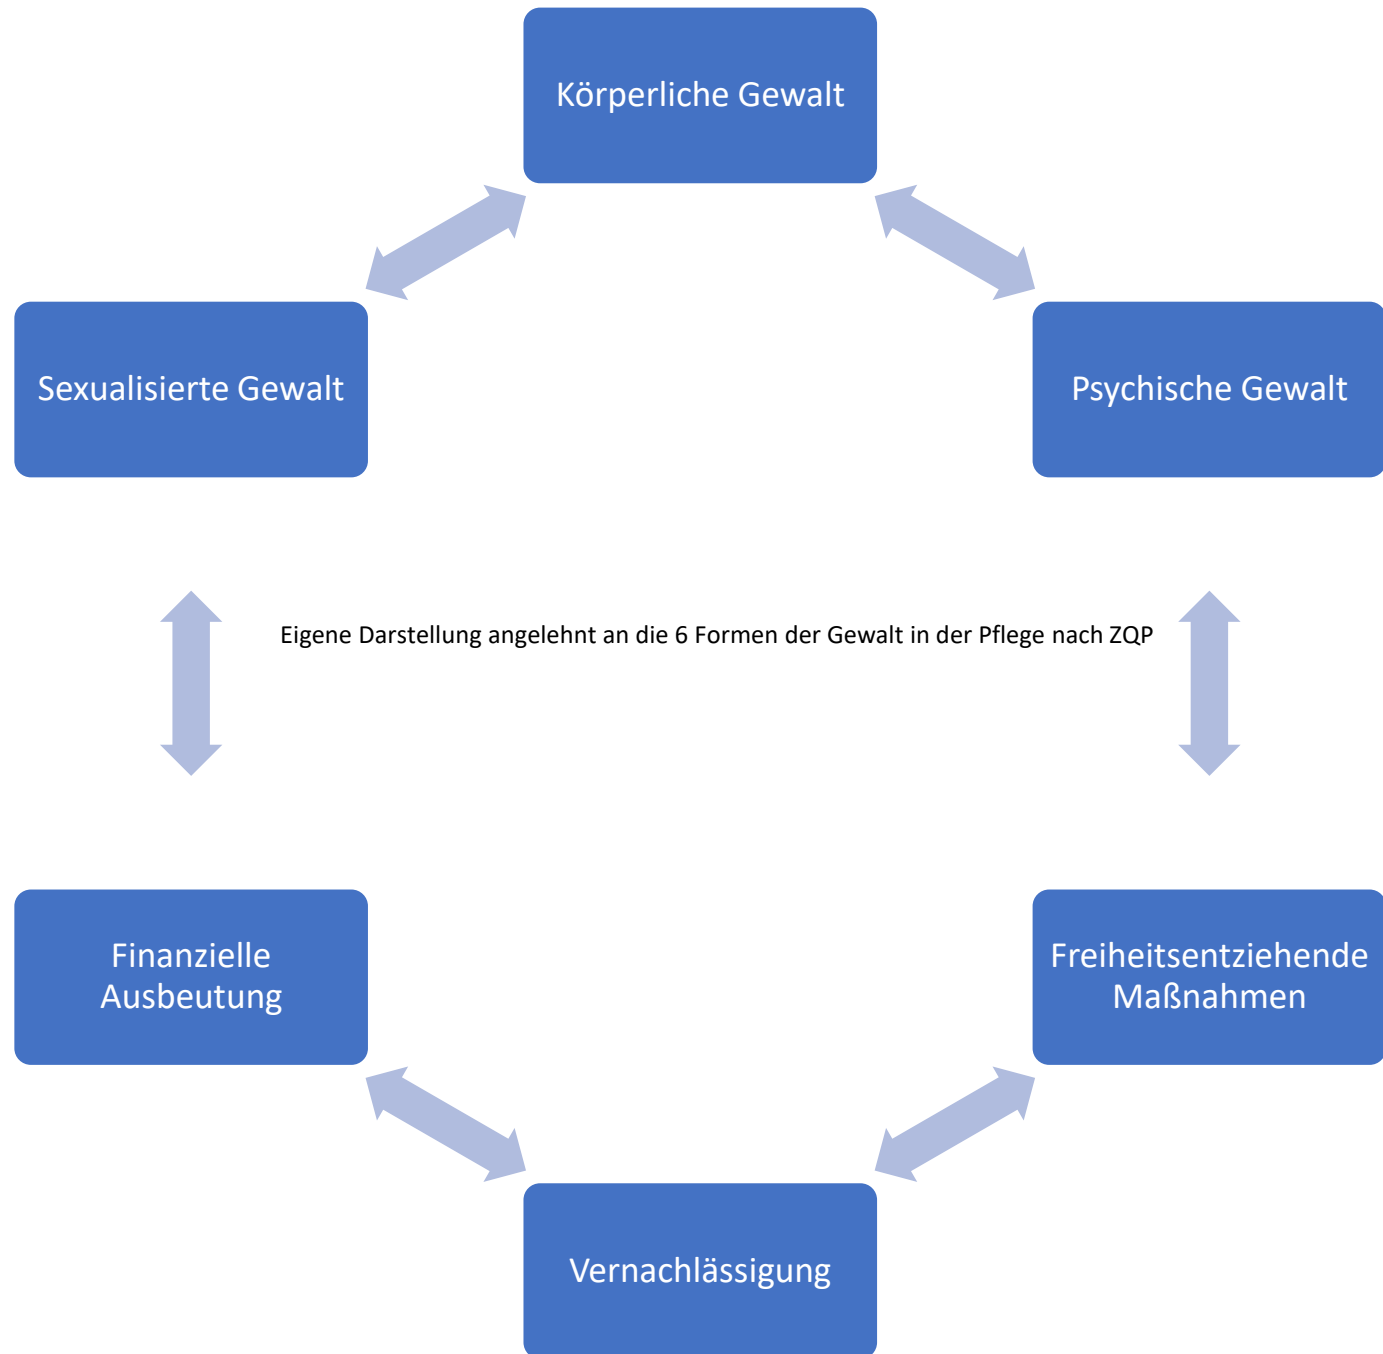 Körperliche Gewalt
Sexualisierte Gewalt
Psychische Gewalt
Eigene Darstellung angelehnt an die 6 Formen der Gewalt in der Pflege nach ZQP
Finanzielle
Ausbeutung
Freiheitsentziehende
Maßnahmen
Vernachlässigung